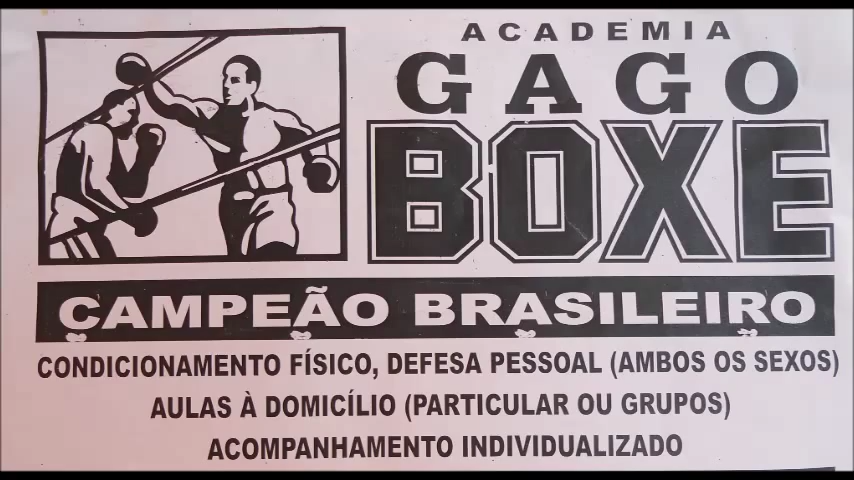 ACADEMIA
GAGO
BOXE
CAMPEÃO BRASILEIRO
CONDICIONAMENTO FÍSICO, DEFESA PESSOAL (AMBOS OS SEXOS)
AULAS À DOMICÍLIO (PARTICULAR OU GRUPOS)
ACOMPANHAMENTO INDIVIDUALIZADO